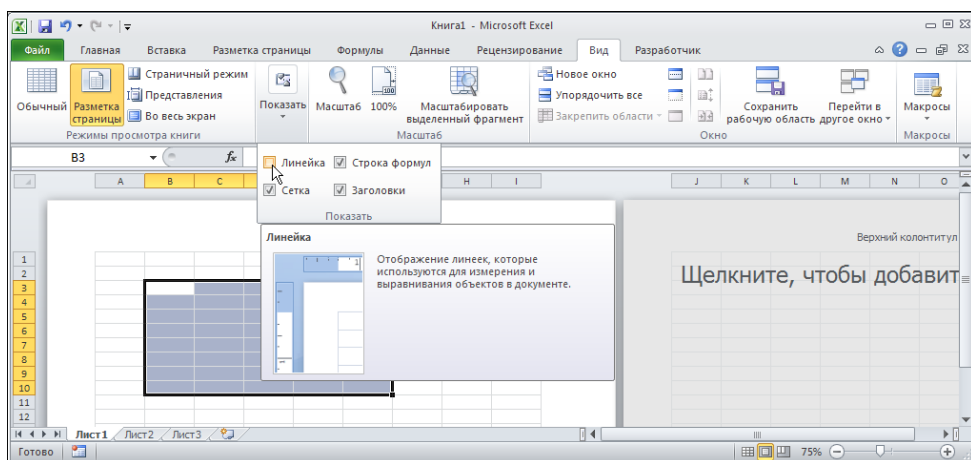 Книга1 - Microsoft Excel
Файл Главная Вставка Разметка страницы Формулы Данные Рецензирование Вид Разработчик
Обычный
Разметка страницы
Страничный режим
Представления
Во весь экран
Режимы просмотра книги
Показать
Масштаб
100%
Масштабировать выделенный фрагмент
Масштаб
Новое окно
Упорядочить все
Закрепить области
Сохранить рабочую область
Перейти в другое окно
Окно
Макросы
Макросы
B3 fx
Линейка Строка формул
Сетка Заголовки
Показать
A B C H I J K L M N O
Линейка
Отображение линеек, которые
используются для измерения и
выравнивания объектов в документе.
Верхний колонтитул
Щелкните, чтобы добавит
1
2
3
4
5
6
7
8
9
10
11
12
Лист1 Лист2 Лист3
Готово 75%